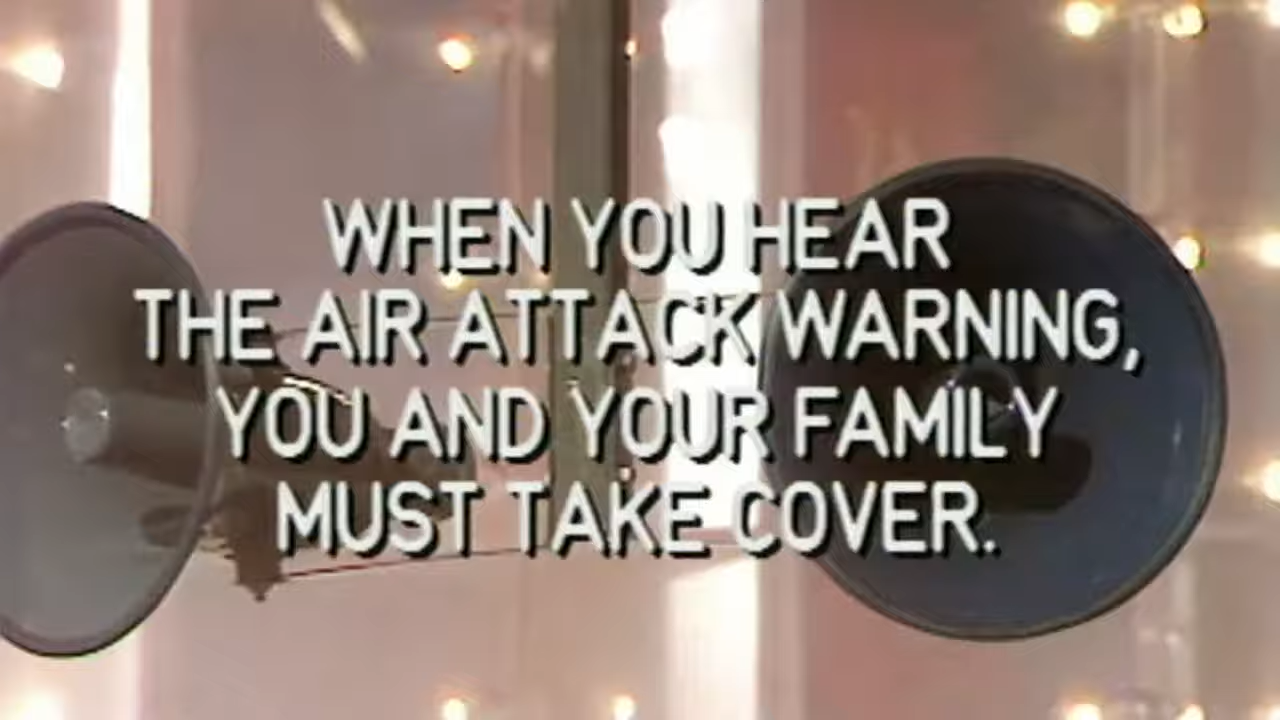 WHEN YOU HEAR
THE AIR ATTACK WARNING,
YOU AND YOUR FAMILY
MUST TAKE COVER.